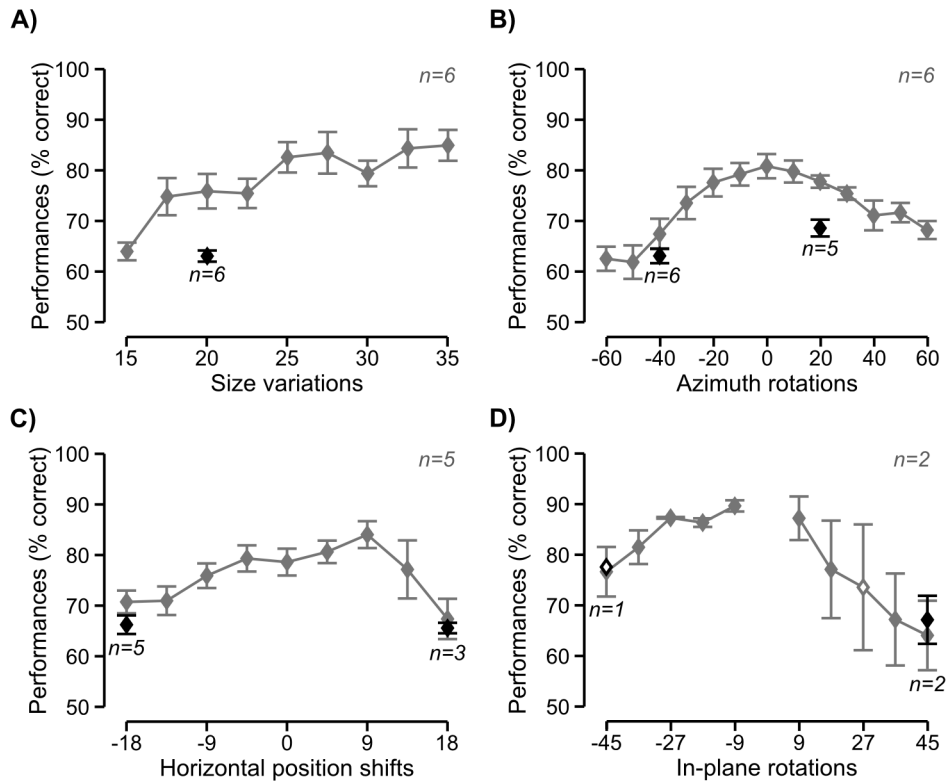 A)
n=6
Performances (% correct)
100
90
80
70
60
50
n=6
15 20 25 30 35
Size variations
B)
n=6
Performances (% correct)
100
90
80
70
60
50
n=6
n=5
-60 -40 -20 0 20 40 60
Azimuth rotations
C)
n=5
Performances (% correct)
100
90
80
70
60
50
n=5
n=3
-18 -9 0 9 18
Horizontal position shifts
D)
n=2
Performances (% correct)
100
90
80
70
60
50
n=1
n=2
-45 -27 -9 9 27 45
In-plane rotations